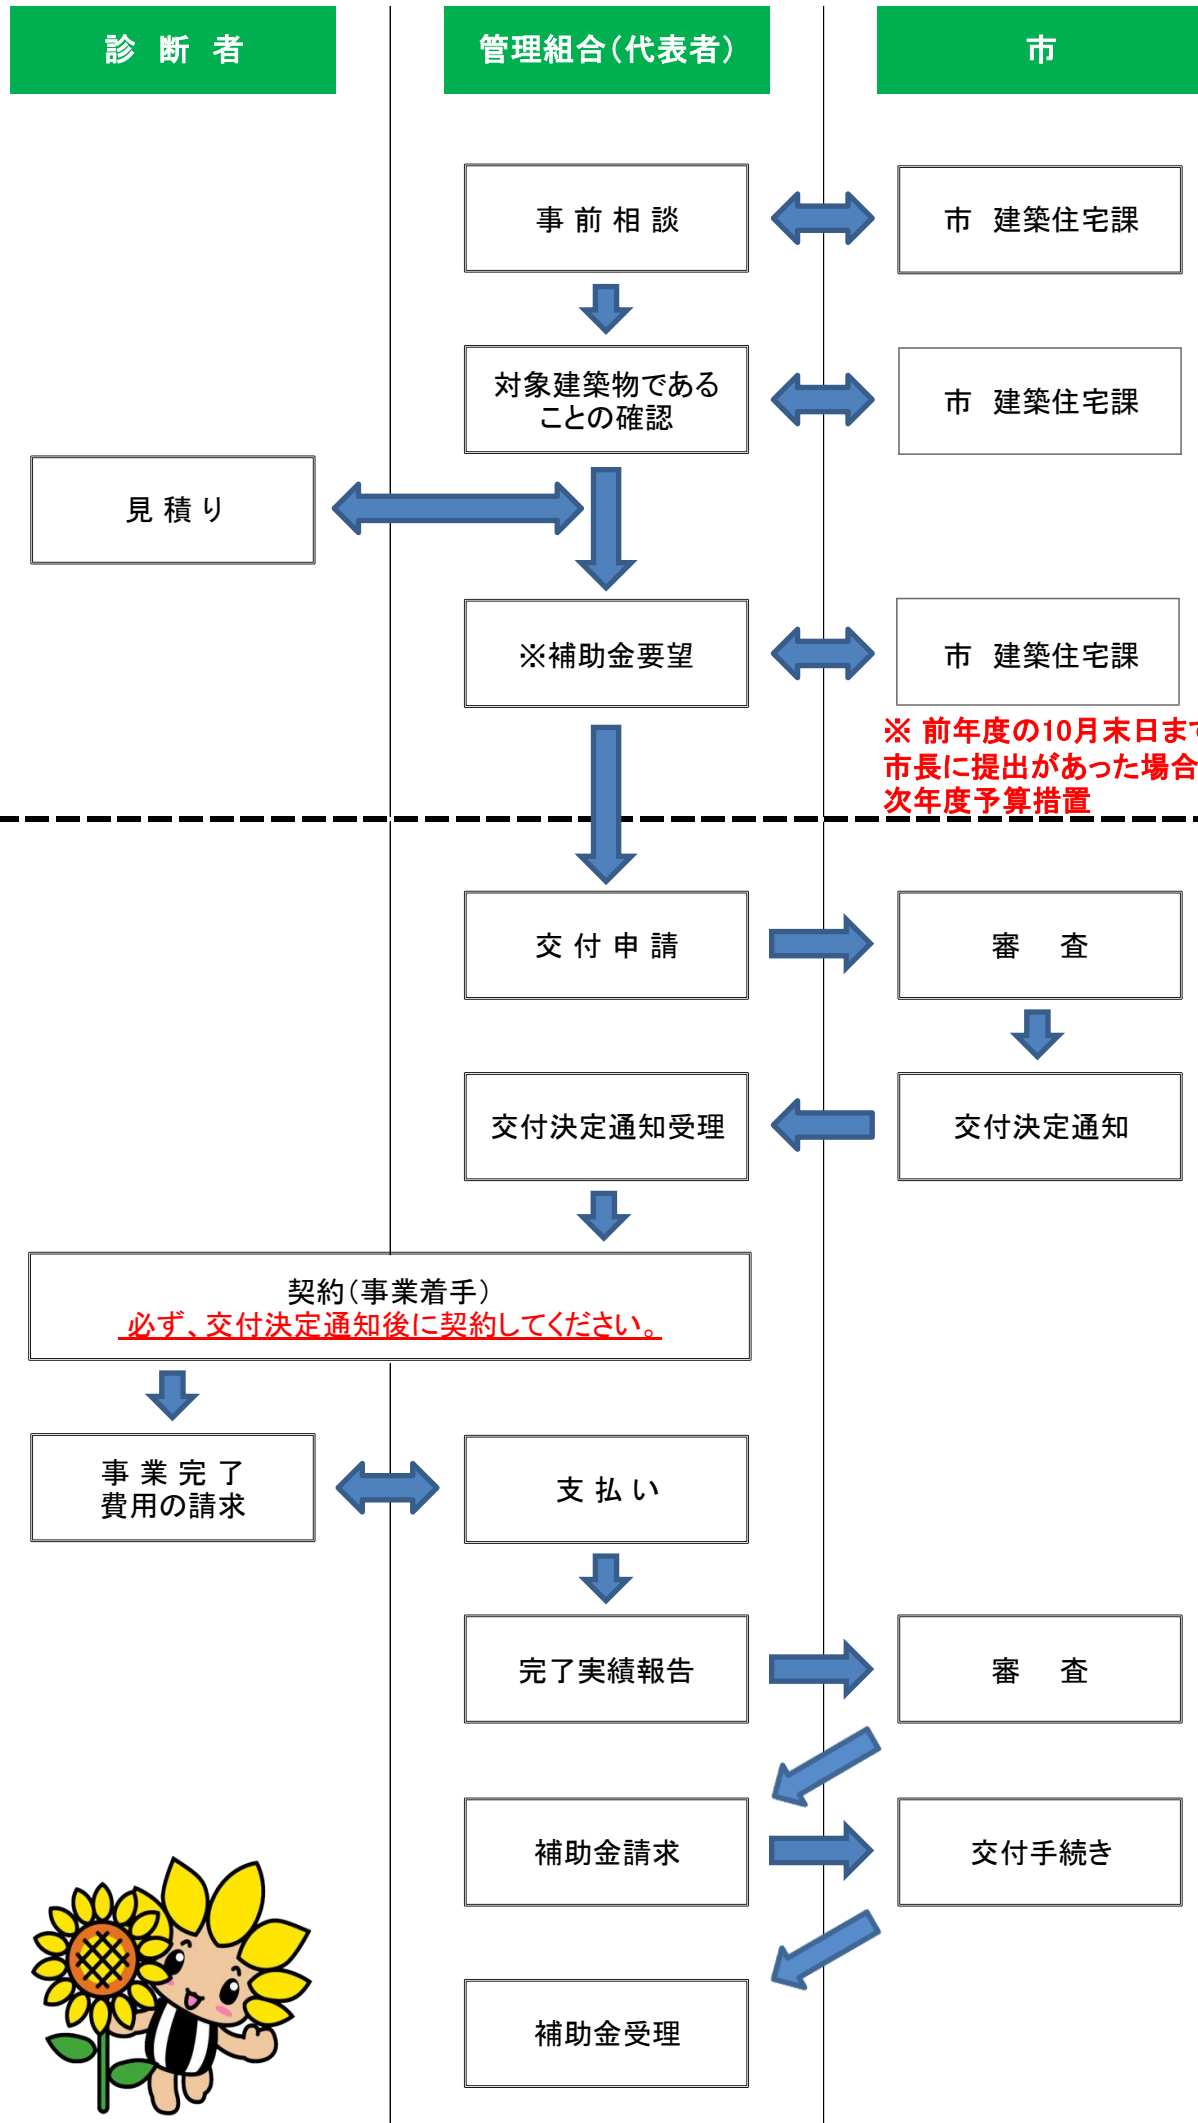 診 断 者
管理組合（代表者）
市
事 前 相 談
市　建築住宅課
対象建築物である
ことの確認
市　建築住宅課
見 積 り
※補助金要望
市　建築住宅課
※ 前年度の10月末日まで
市長に提出があった場合
次年度予算措置
交 付 申 請
審　査
交付決定通知受理
交付決定通知
契約（事業着手）
必ず、交付決定通知後に契約してください。
事 業 完 了
費用の請求
支 払 い
完了実績報告
審　査
補助金請求
交付手続き
補助金受理